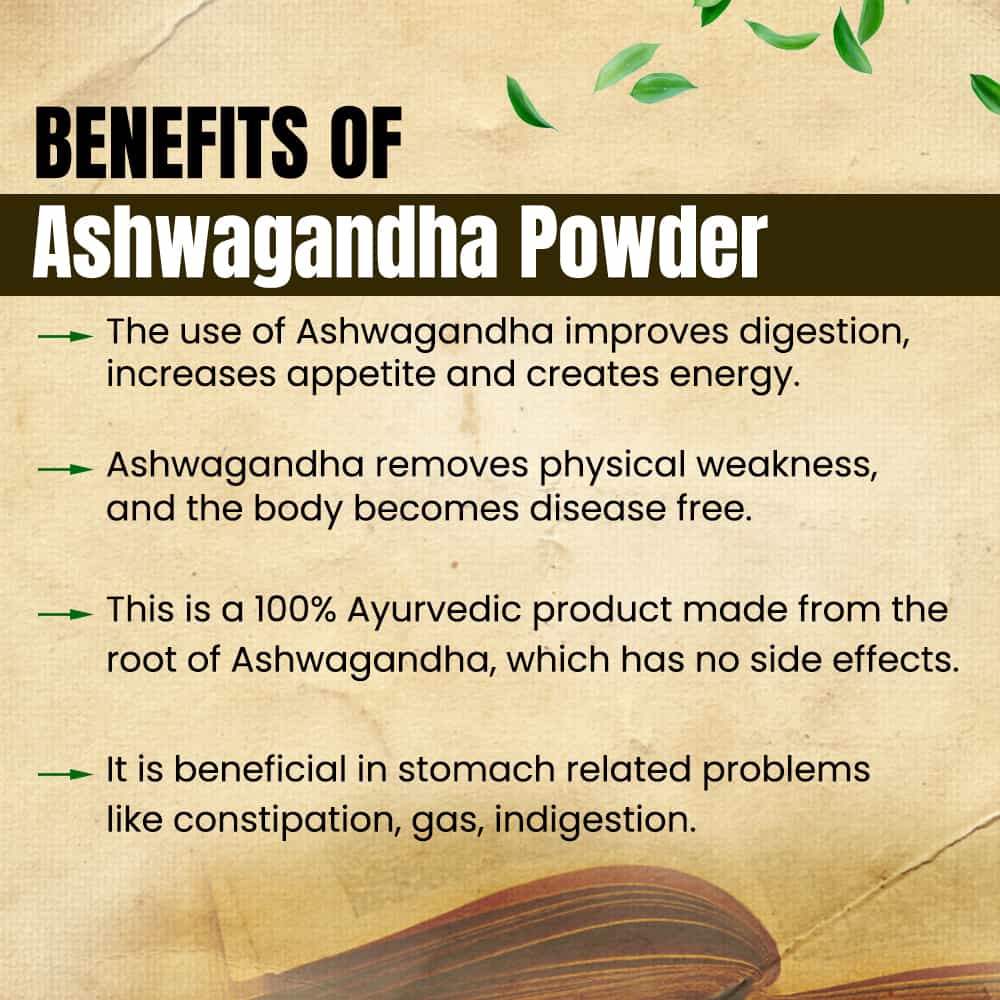 BENEFITS OF
Ashwagandha Powder
The use of Ashwagandha improves digestion,
increases appetite and creates energy.
Ashwagandha removes physical weakness,
and the body becomes disease free.
This is a 100% Ayurvedic product made from the
root of Ashwagandha, which has no side effects.
It is beneficial in stomach related problems
like constipation, gas, indigestion.